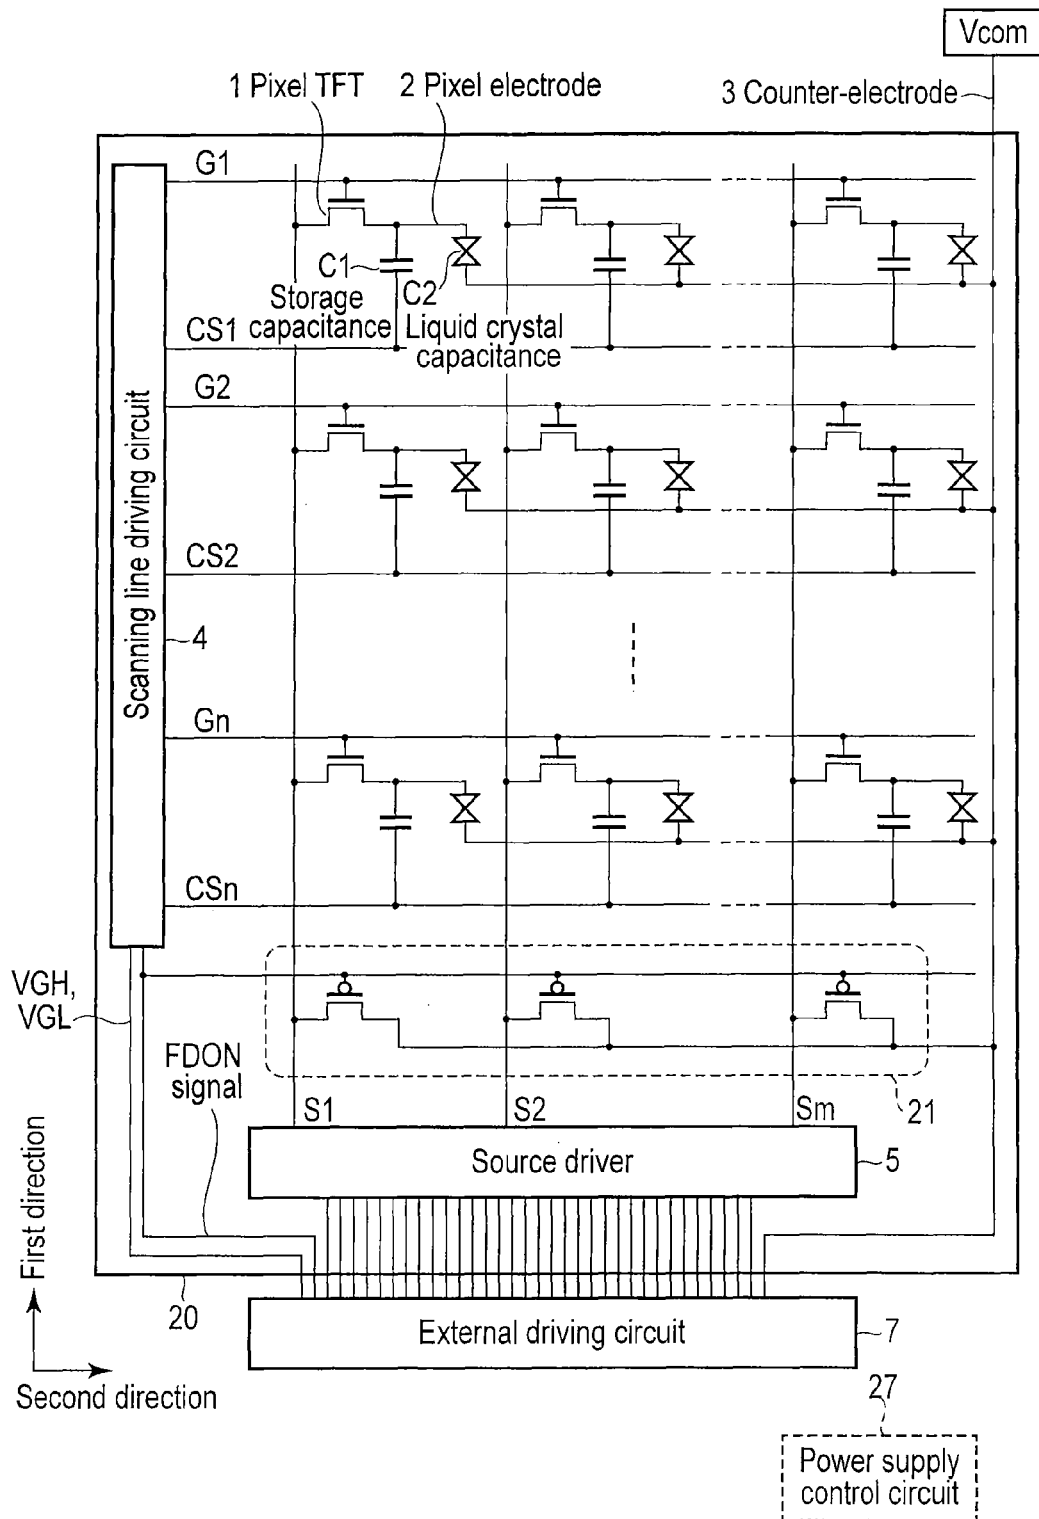 Vcom
1 Pixel TFT
2 Pixel electrode
3 Counter-electrode
G1
C1
Storage
capacitance
C2
Liquid crystal
capacitance
CS1
G2
Scanning line driving circuit
CS2
4
Gn
CSn
VGH,
VGL
FDON
signal
S1
S2
Sm
21
Source driver
5
First direction
20
External driving circuit
7
Second direction
27
Power supply
control circuit